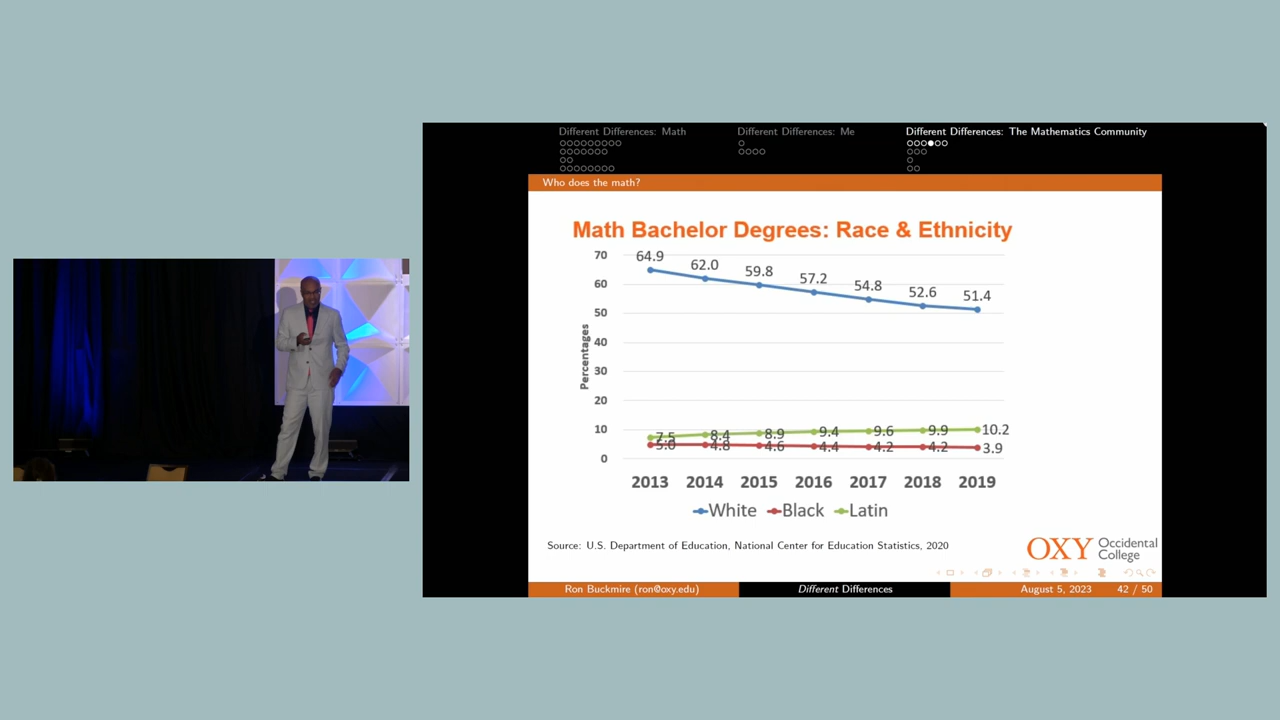 Different Differences: Math
Different Differences: Me
Different Differences: The Mathematics Community
Who does the math?
Math Bachelor Degrees: Race & Ethnicity
Percentages
70
60
50
40
30
20
10
0
64.9
62.0
59.8
57.2
54.8
52.6
51.4
7.5
8.4
8.9
9.4
9.6
9.9
10.2
5.0
4.8
4.6
4.4
4.2
4.2
3.9
2013 2014 2015 2016 2017 2018 2019
White Black Latin
Source: U.S. Department of Education, National Center for Education Statistics, 2020
OXY Occidental
College
Ron Buckmire (ron@oxy.edu) Different Differences August 5, 2023 42 / 50